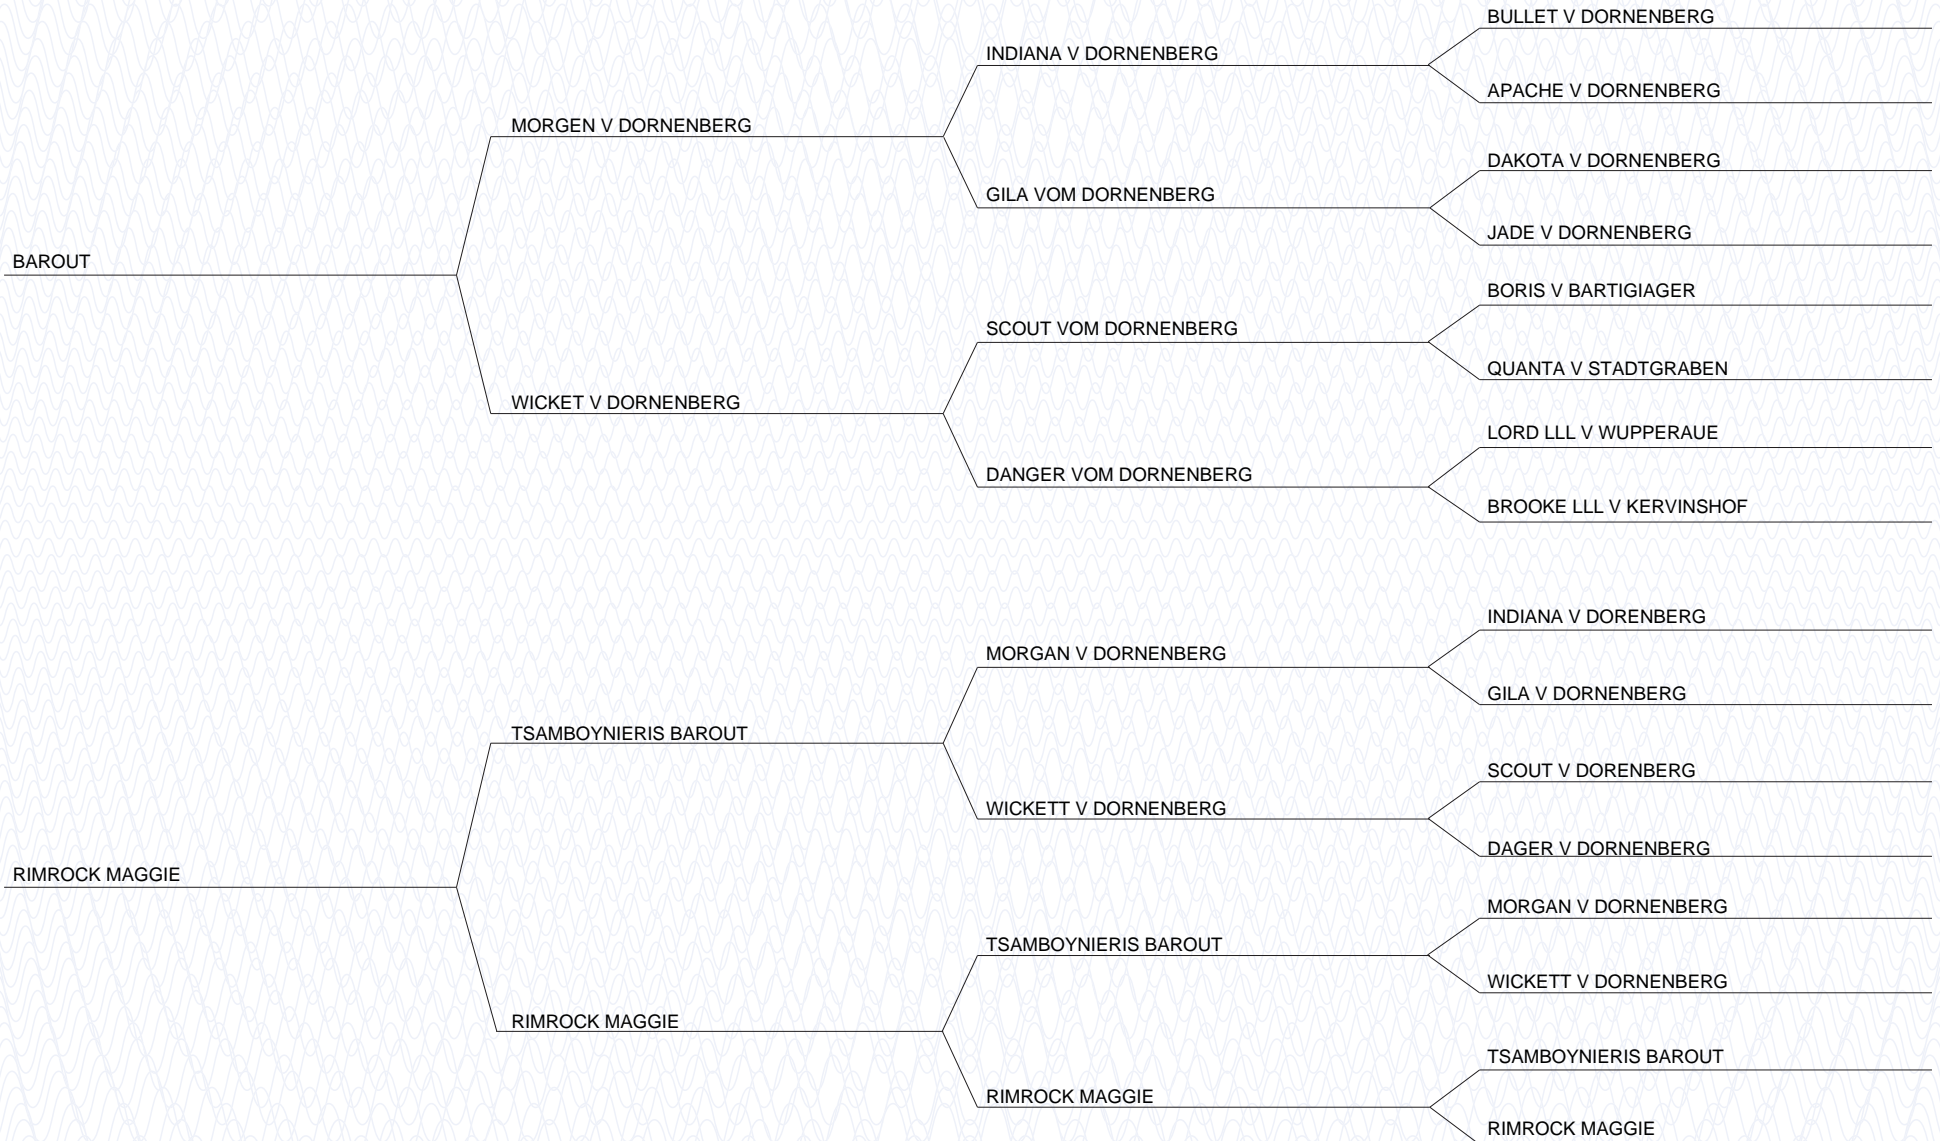 BULLET V DORNENBERG
INDIANA V DORNENBERG
APACHE V DORNENBERG
MORGEN V DORNENBERG
DAKOTA V DORNENBERG
GILA VOM DORNENBERG
JADE V DORNENBERG
BAROUT
BORIS V BARTIGIAGER
SCOUT VOM DORNENBERG
QUANTA V STADTGRABEN
WICKET V DORNENBERG
LORD LLL V WUPPERAUE
DANGER VOM DORNENBERG
BROOKE LLL V KERVINSHOF
INDIANA V DORENBERG
MORGAN V DORNENBERG
GILA V DORNENBERG
TSAMBOYNIERIS BAROUT
SCOUT V DORENBERG
WICKETT V DORNENBERG
DAGER V DORNENBERG
RIMROCK MAGGIE
MORGAN V DORNENBERG
TSAMBOYNIERIS BAROUT
WICKETT V DORNENBERG
RIMROCK MAGGIE
TSAMBOYNIERIS BAROUT
RIMROCK MAGGIE
RIMROCK MAGGIE